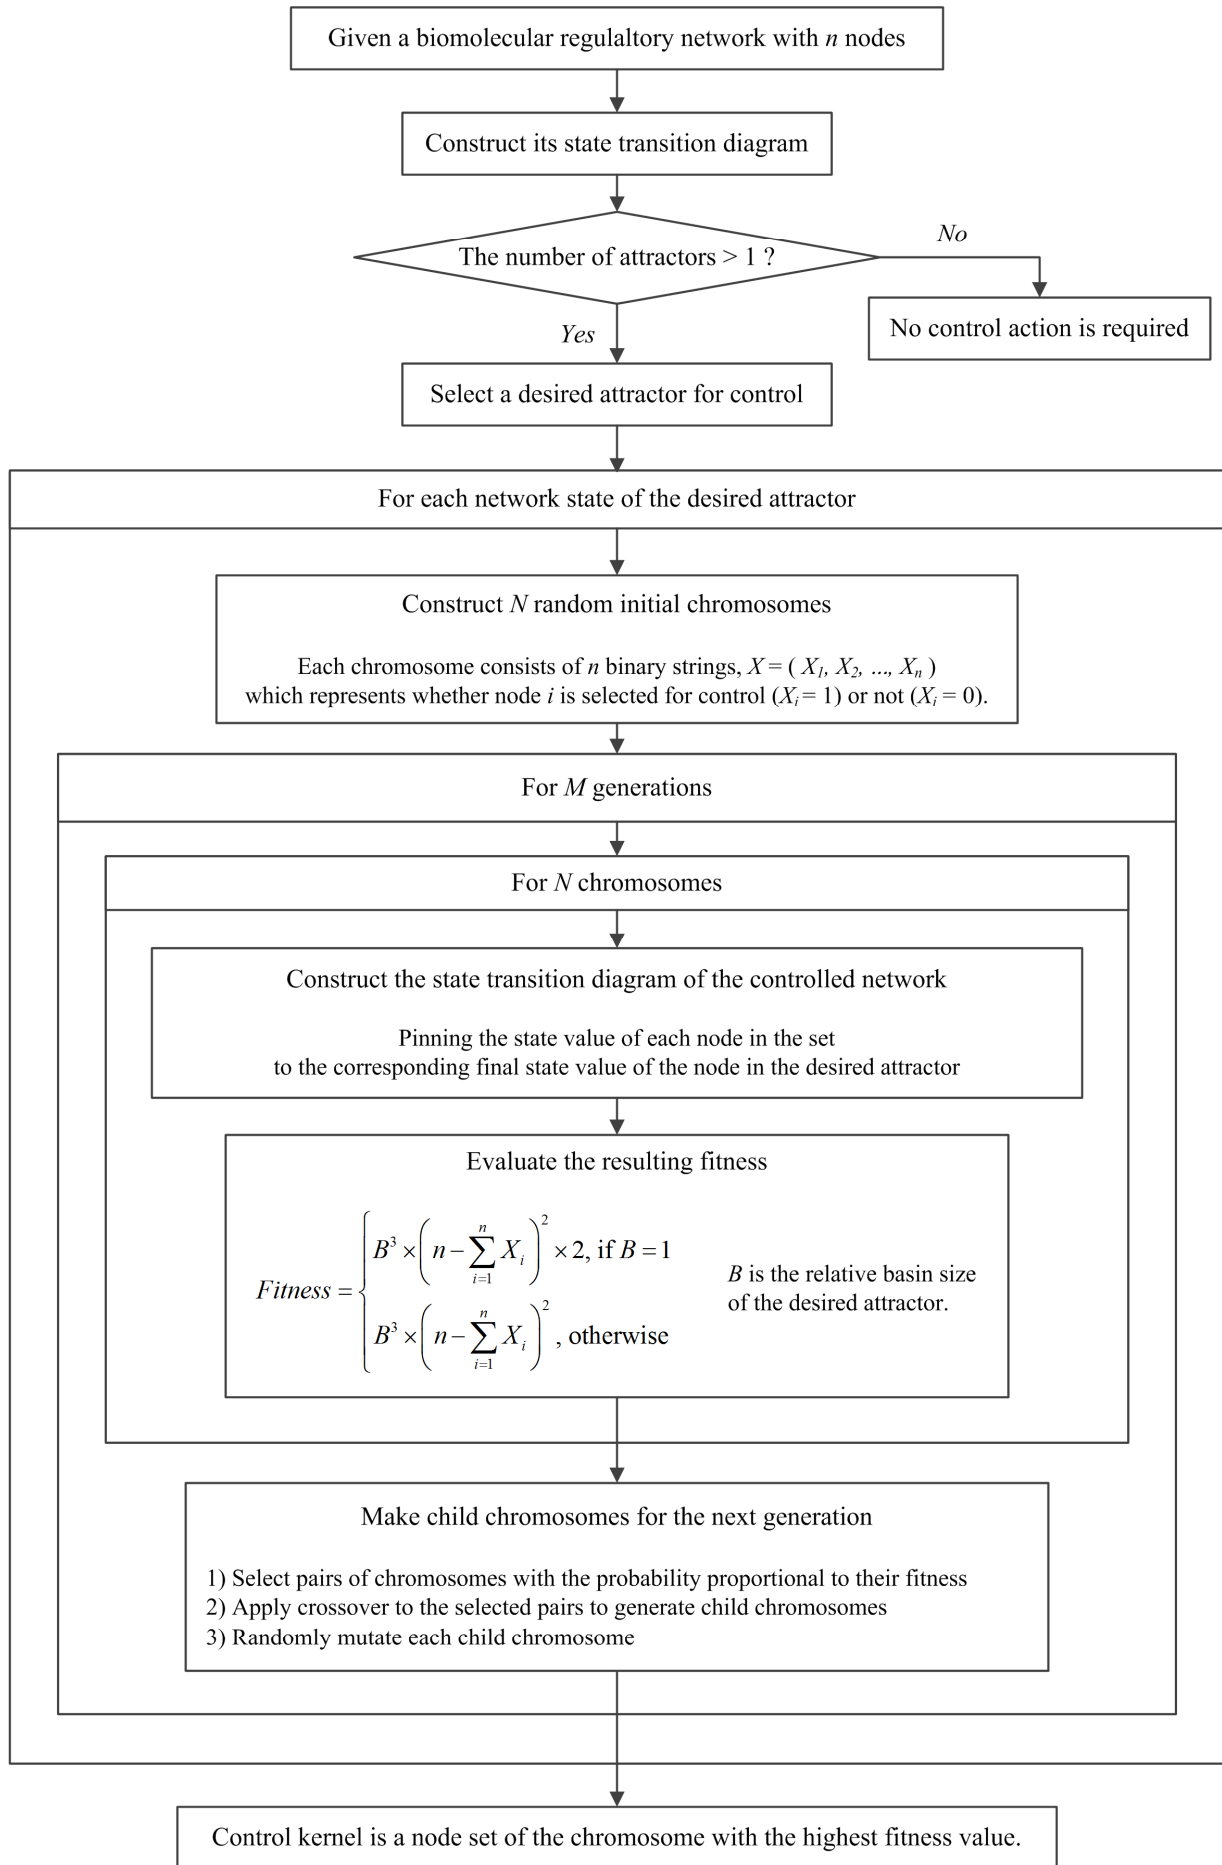 Given a biomolecular regulaltory network with n nodes
Construct its state transition diagram
The number of attractors > 1 ?
No
No control action is required
Yes
Select a desired attractor for control
For each network state of the desired attractor
Construct N random initial chromosomes
Each chromosome consists of n binary strings, X = ( X₁, X₂, ..., Xₙ )
which represents whether node i is selected for control (Xᵢ = 1) or not (Xᵢ = 0).
For M generations
For N chromosomes
Construct the state transition diagram of the controlled network
Pinning the state value of each node in the set
to the corresponding final state value of the node in the desired attractor
Evaluate the resulting fitness
Fitness = { B³ × ( n − ∑ᵢ₌₁ⁿ Xᵢ )² × 2, if B = 1
B³ × ( n − ∑ᵢ₌₁ⁿ Xᵢ )² , otherwise
B is the relative basin size
of the desired attractor.
Make child chromosomes for the next generation
1) Select pairs of chromosomes with the probability proportional to their fitness
2) Apply crossover to the selected pairs to generate child chromosomes
3) Randomly mutate each child chromosome
Control kernel is a node set of the chromosome with the highest fitness value.